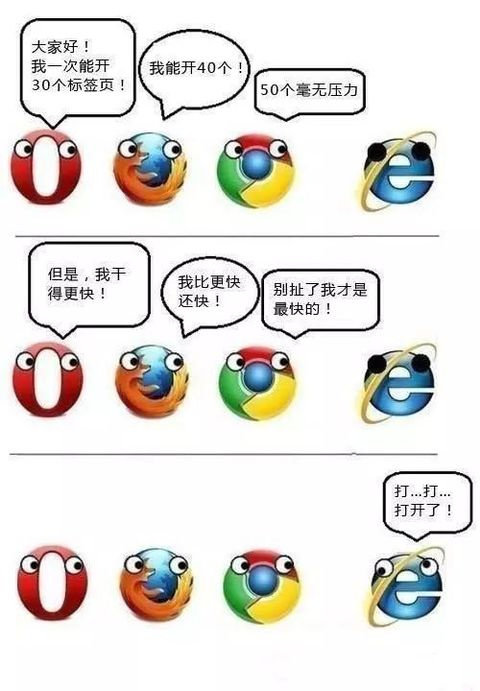 大家好！
我一次能开
30个标签页！
我能开40个！
50个毫无压力
但是，我干
得更快！
我比更快
还快！
别扯了我才是
最快的！
打...打...
打开了！